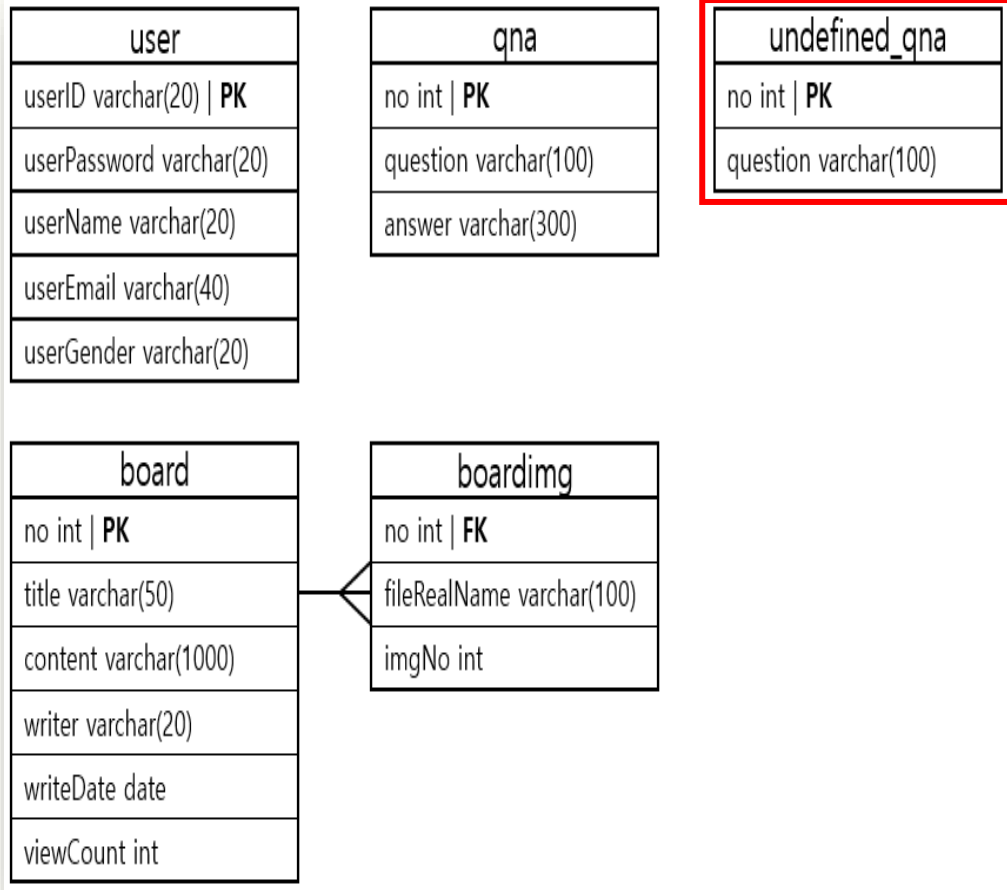 user
userID varchar(20) | PK
userPassword varchar(20)
userName varchar(20)
userEmail varchar(40)
userGender varchar(20)
qna
no int | PK
question varchar(100)
answer varchar(300)
undefined_qna
no int | PK
question varchar(100)
board
no int | PK
title varchar(50)
content varchar(1000)
writer varchar(20)
writeDate date
viewCount int
boardimg
no int | FK
fileRealName varchar(100)
imgNo int